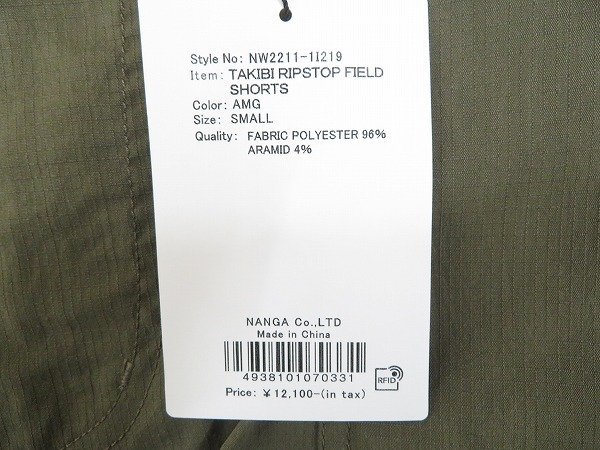 Style No: NW2211-1I219
Item: TAKIBI RIPSTOP FIELD
SHORTS
Color: AMG
Size: SMALL
Quality: FABRIC POLYESTER 96%
ARAMID 4%
NANGA Co.,LTD
Made in China
4938101070331
RFID
Price: ¥12,100-(in tax)